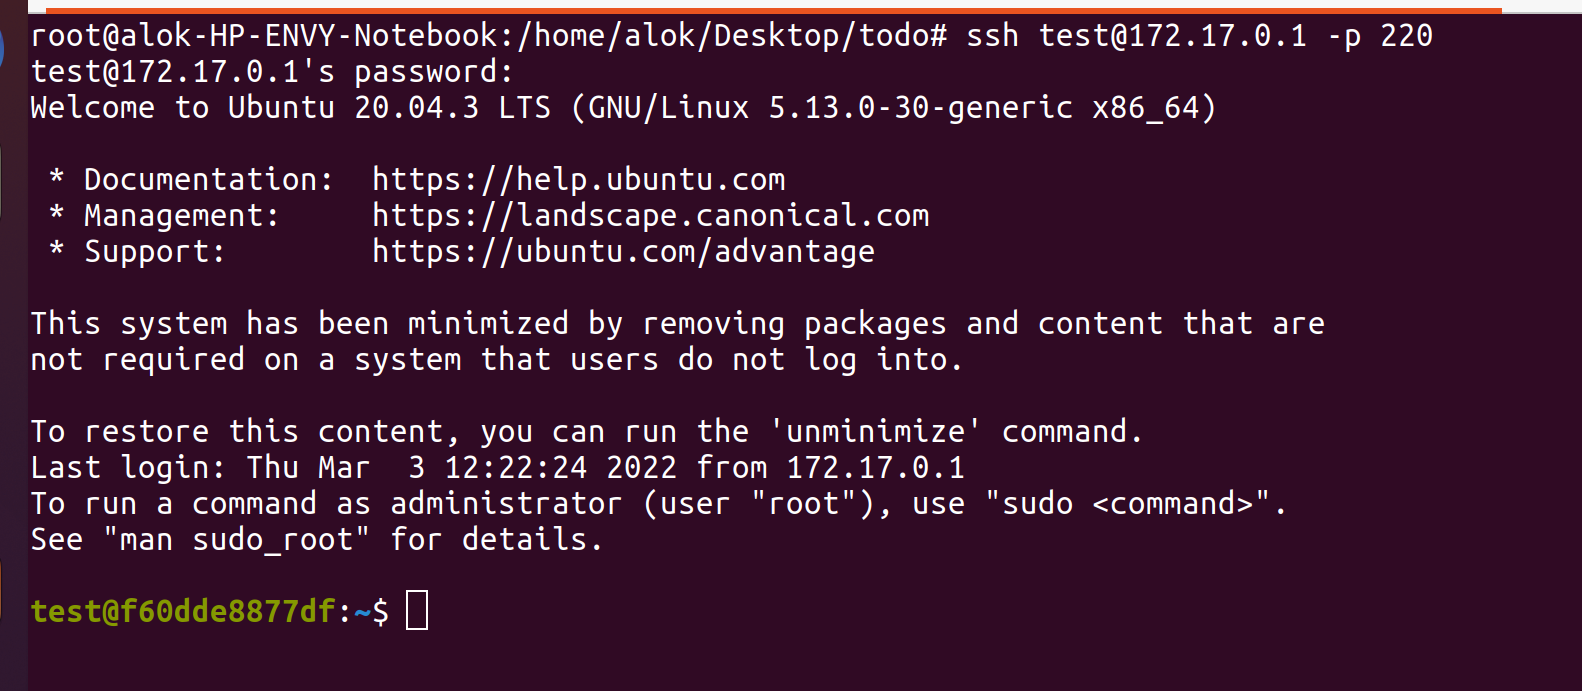 root@alok-HP-ENVY-Notebook:/home/alok/Desktop/todo# ssh test@172.17.0.1 -p 220
test@172.17.0.1's password:
Welcome to Ubuntu 20.04.3 LTS (GNU/Linux 5.13.0-30-generic x86_64)

 * Documentation:  https://help.ubuntu.com
 * Management:     https://landscape.canonical.com
 * Support:        https://ubuntu.com/advantage

This system has been minimized by removing packages and content that are
not required on a system that users do not log into.

To restore this content, you can run the 'unminimize' command.
Last login: Thu Mar  3 12:22:24 2022 from 172.17.0.1
To run a command as administrator (user "root"), use "sudo <command>".
See "man sudo_root" for details.

test@f60dde8877df:~$